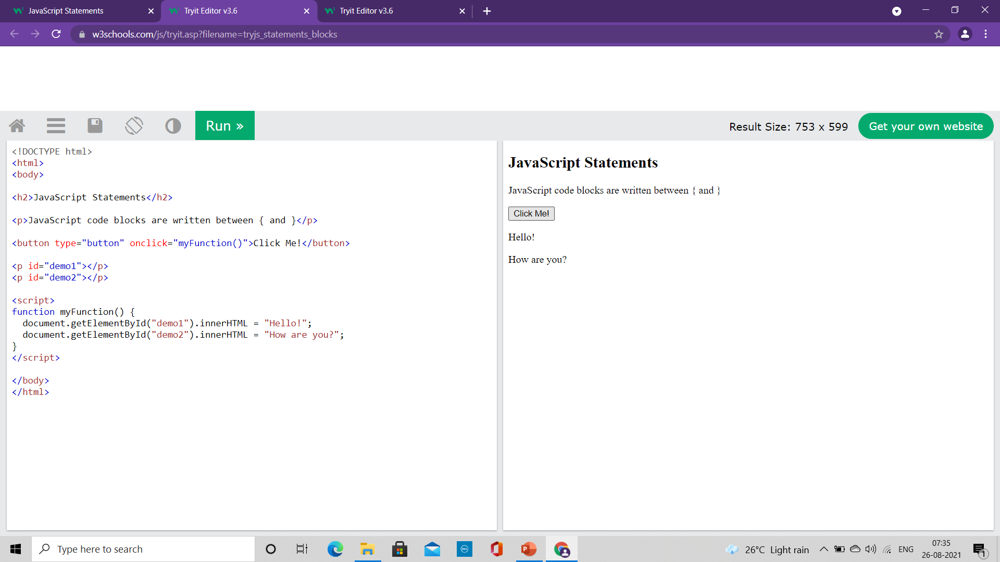 JavaScript Statements
Tryit Editor v3.6
Tryit Editor v3.6
w3schools.com/js/tryit.asp?filename=tryjs_statements_blocks
Run »
Result Size: 753 x 599
Get your own website
<!DOCTYPE html>
<html>
<body>
<h2>JavaScript Statements</h2>
<p>JavaScript code blocks are written between { and }</p>
<button type="button" onclick="myFunction()">Click Me!</button>
<p id="demo1"></p>
<p id="demo2"></p>
<script>
function myFunction() {
  document.getElementById("demo1").innerHTML = "Hello!";
  document.getElementById("demo2").innerHTML = "How are you?";
}
</script>
</body>
</html>
JavaScript Statements
JavaScript code blocks are written between { and }
Click Me!
Hello!
How are you?
Type here to search
DELL
P
26°C Light rain
ENG
07:35
26-08-2021
1